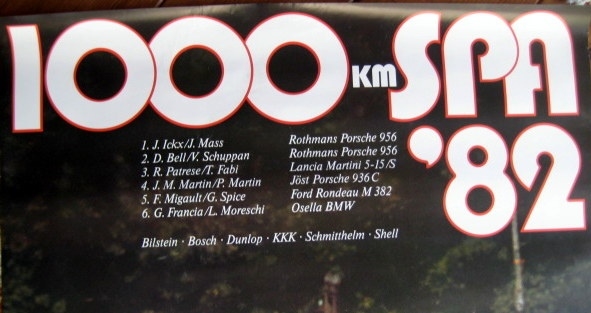 1000 KM SPA '82
1. J. Ickx/J. Mass Rothmans Porsche 956
2. D. Bell/V. Schuppan Rothmans Porsche 956
3. R. Patrese/T. Fabi Lancia Martini 5-15/S
4. J. M. Martin/P. Martin Jöst Porsche 936 C
5. F. Migault/G. Spice Ford Rondeau M 382
6. G. Francia/L. Moreschi Osella BMW
Bilstein · Bosch · Dunlop · KKK · Schmitthelm · Shell